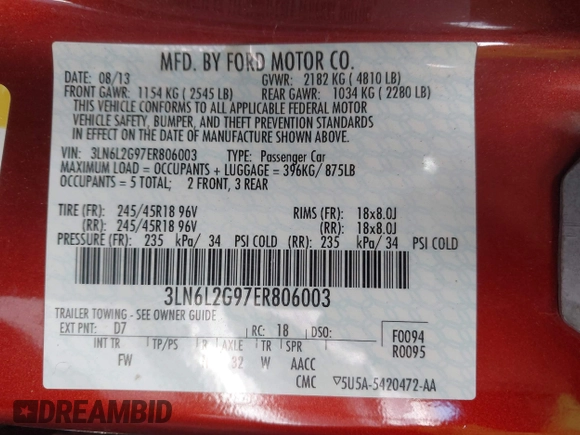 MFD. BY FORD MOTOR CO.
DATE: 08/13 GVWR: 2182 KG ( 4810 LB)
FRONT GAWR: 1154 KG ( 2545 LB) REAR GAWR: 1034 KG ( 2280 LB)
THIS VEHICLE CONFORMS TO ALL APPLICABLE FEDERAL MOTOR
VEHICLE SAFETY, BUMPER, AND THEFT PREVENTION STANDARDS
IN EFFECT ON THE DATE OF MANUFACTURE SHOWN ABOVE.
VIN: 3LN6L2G97ER806003 TYPE: Passenger Car
MAXIMUM LOAD = OCCUPANTS + LUGGAGE = 396KG/ 875LB
OCCUPANTS = 5 TOTAL; 2 FRONT, 3 REAR
TIRE (FR): 245/45R18 96V RIMS (FR): 18x8.0J
(RR): 245/45R18 96V (RR): 18x8.0J
PRESSURE (FR): 235 kPa/ 34 PSI COLD (RR): 235 kPa/ 34 PSI COLD
3LN6L2G97ER806003
TRAILER TOWING - SEE OWNER GUIDE
EXT PNT: D7 RC: 18 DSO: F0094
INT TR TP/PS R AXLE TR SPR R0095
FW 32 W AACC
CMC 5U5A-5420472-AA
DREAMBID